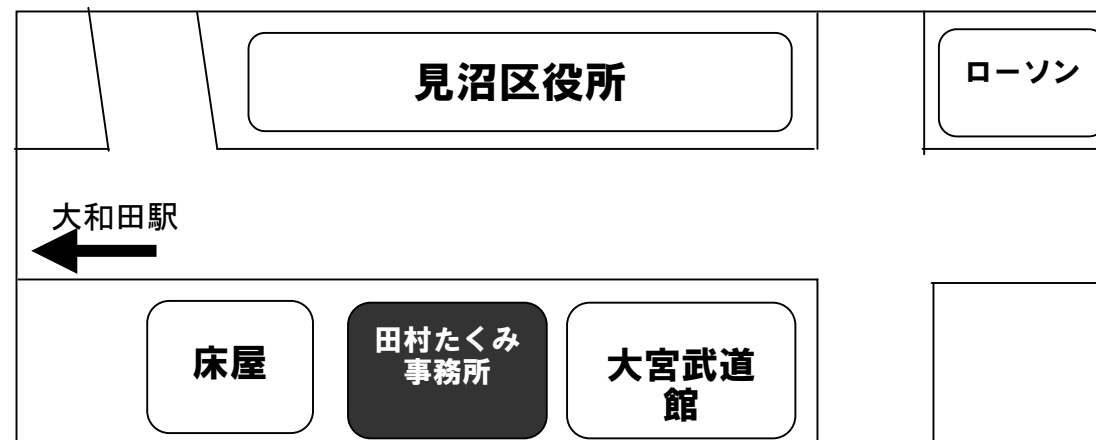 見沼区役所
ローソン
大和田駅
床屋
田村たくみ
事務所
大宮武道
館